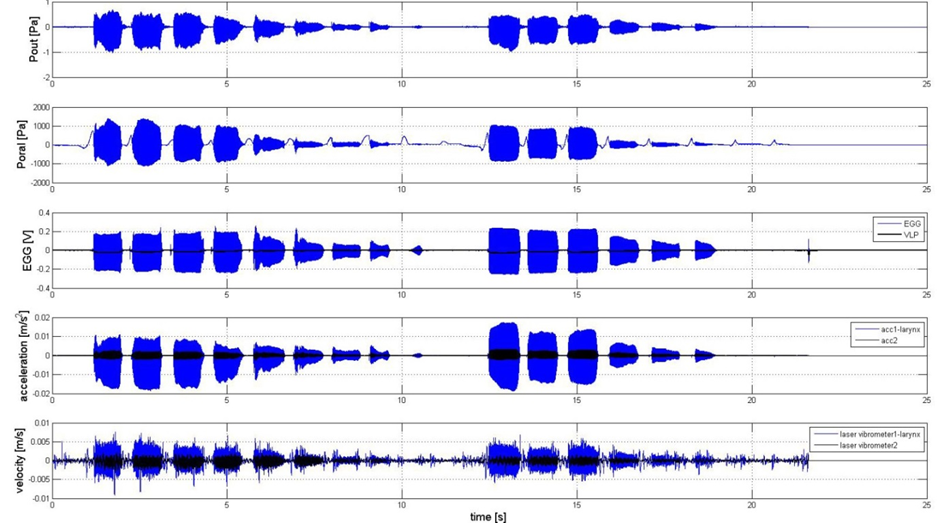 1
0
-1
-2
Pout [Pa]
0 5 10 15 20 25
2000
1000
0
-1000
-2000
Poral [Pa]
0 5 10 15 20 25
0.4
0.2
0
-0.2
-0.4
EGG [V]
EGG
VLP
0 5 10 15 20 25
0.02
0.01
0
-0.01
-0.02
acceleration [m/s²]
acc1-larynx
acc2
0 5 10 15 20 25
0.01
0.005
0
-0.005
-0.01
velocity [m/s]
laser vibrometer1-larynx
laser vibrometer2
0 5 10 15 20 25
time [s]